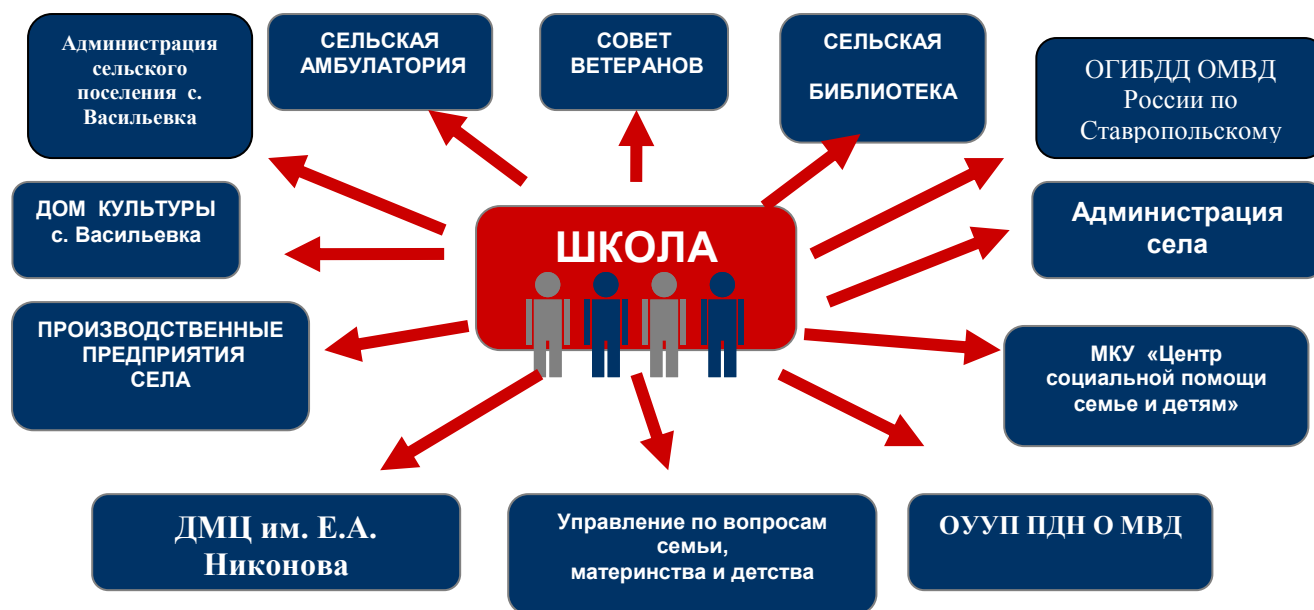 Администрация
сельского
поселения с.
Васильевка
СЕЛЬСКАЯ
АМБУЛАТОРИЯ
СОВЕТ
ВЕТЕРАНОВ
СЕЛЬСКАЯ
БИБЛИОТЕКА
ОГИБДД ОМВД
России по
Ставропольскому
ДОМ КУЛЬТУРЫ
с. Васильевка
ШКОЛА
Администрация
села
ПРОИЗВОДСТВЕННЫЕ
ПРЕДПРИЯТИЯ
СЕЛА
МКУ «Центр
социальной помощи
семье и детям»
ДМЦ им. Е.А.
Никонова
Управление по вопросам
семьи,
материнства и детства
ОУУП ПДН О МВД